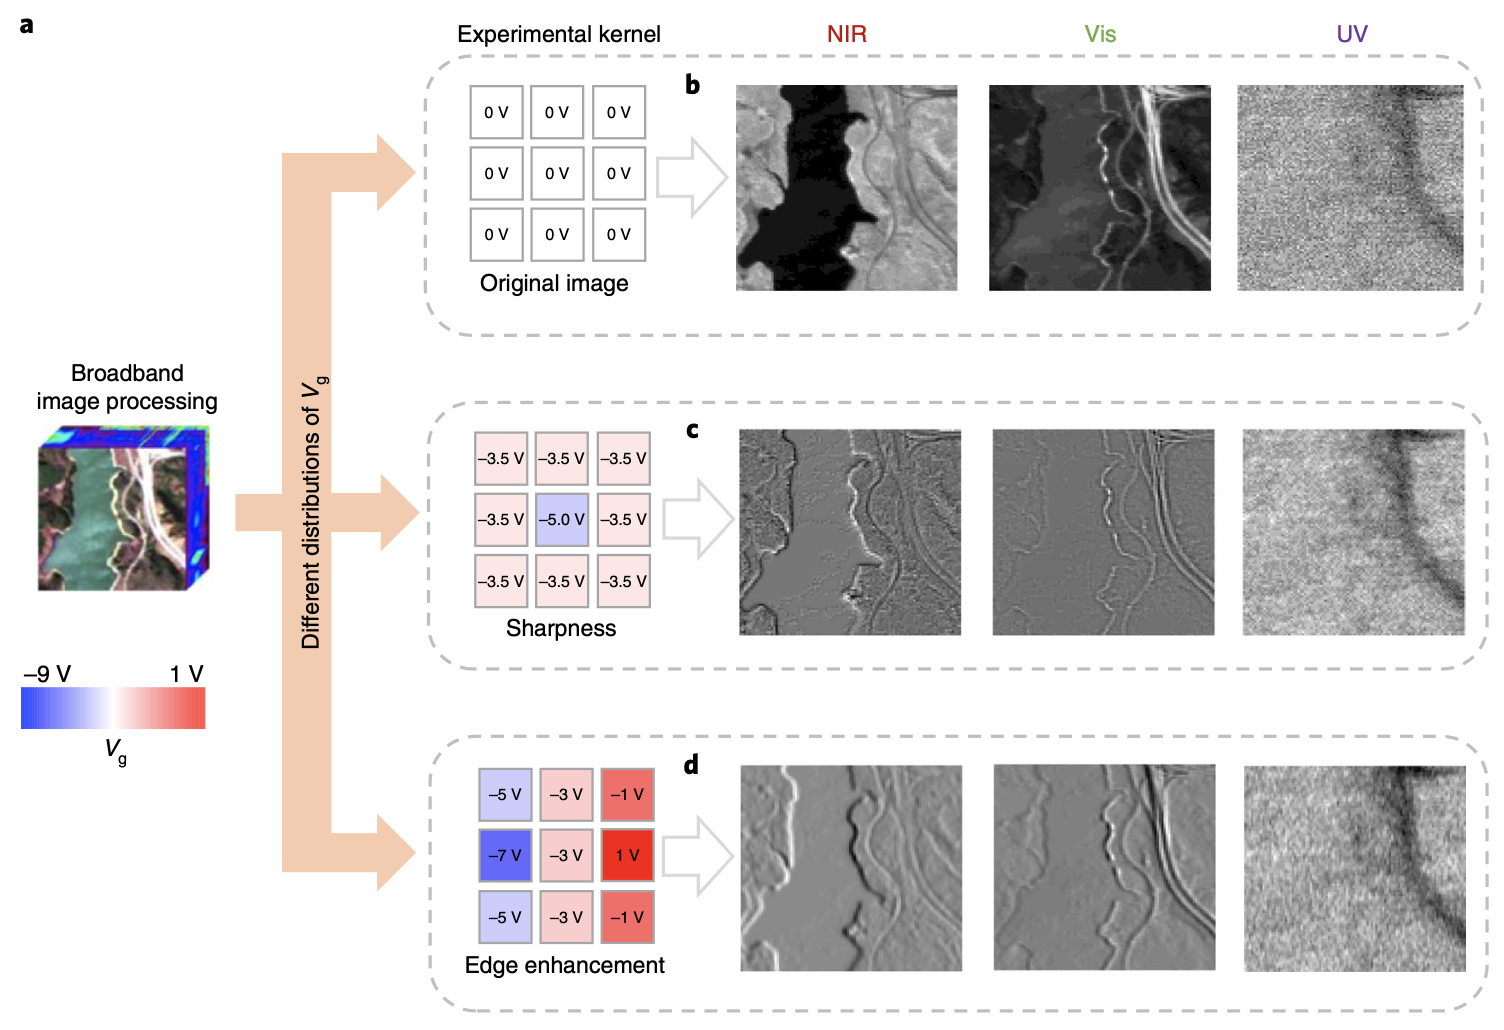 a
Experimental kernel
NIR
Vis
UV
b
0 V 0 V 0 V
0 V 0 V 0 V
0 V 0 V 0 V
Original image
Broadband
image processing
Different distributions of Vg
–9 V 1 V
Vg
c
–3.5 V –3.5 V –3.5 V
–3.5 V –5.0 V –3.5 V
–3.5 V –3.5 V –3.5 V
Sharpness
d
–5 V –3 V –1 V
–7 V –3 V 1 V
–5 V –3 V –1 V
Edge enhancement